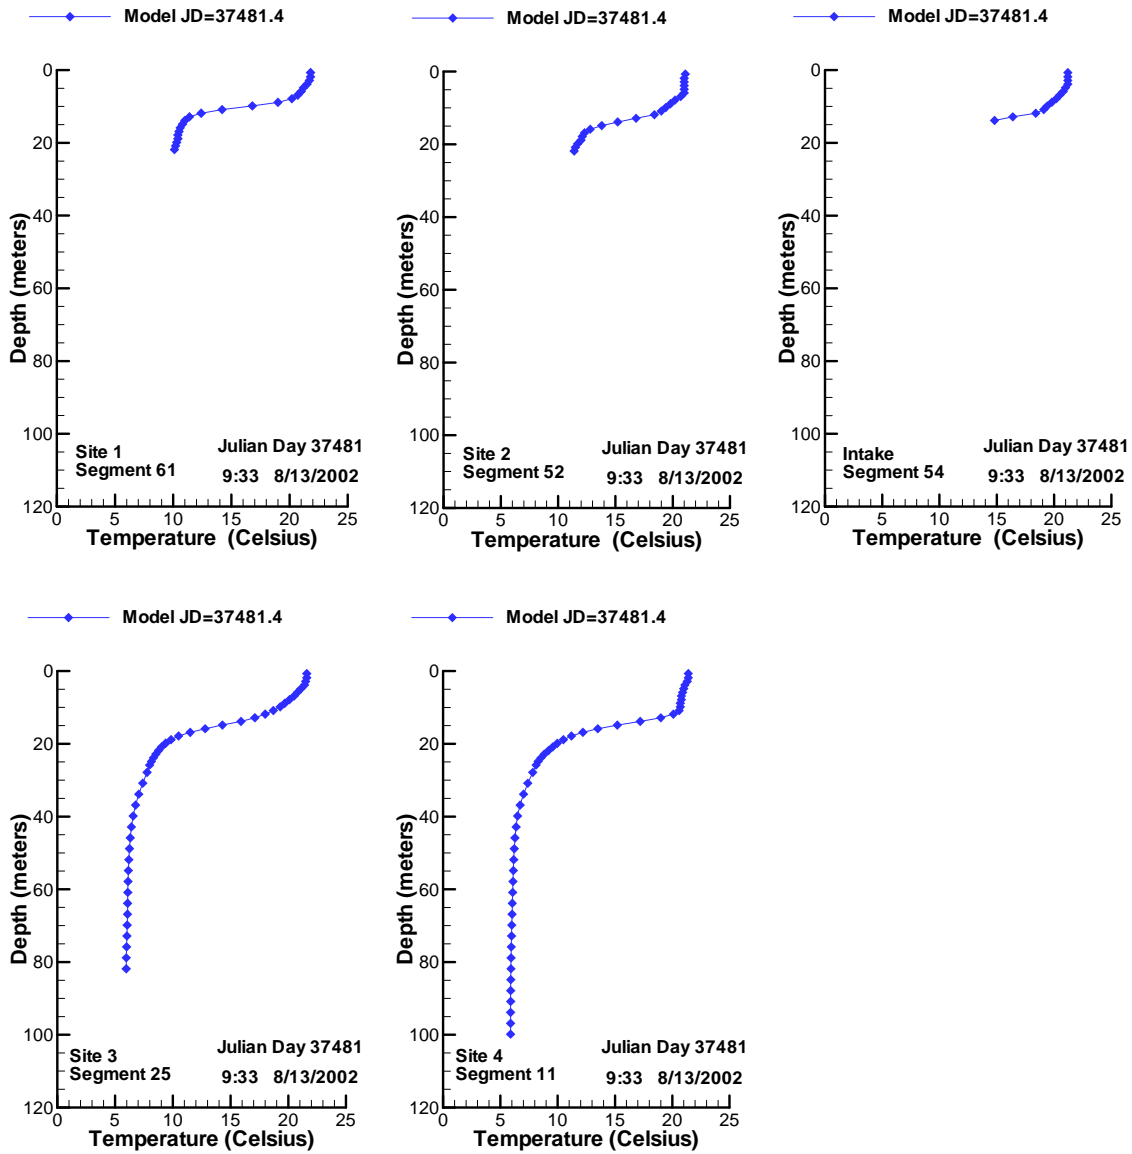 Model JD=37481.4
0
20
40
60
80
100
120
Depth (meters)
Site 1
Segment 61
Julian Day 37481
9:33 8/13/2002
0 5 10 15 20 25
Temperature (Celsius)
Model JD=37481.4
0
20
40
60
80
100
120
Depth (meters)
Site 2
Segment 52
Julian Day 37481
9:33 8/13/2002
0 5 10 15 20 25
Temperature (Celsius)
Model JD=37481.4
0
20
40
60
80
100
120
Depth (meters)
Intake
Segment 54
Julian Day 37481
9:33 8/13/2002
0 5 10 15 20 25
Temperature (Celsius)
Model JD=37481.4
0
20
40
60
80
100
120
Depth (meters)
Site 3
Segment 25
Julian Day 37481
9:33 8/13/2002
0 5 10 15 20 25
Temperature (Celsius)
Model JD=37481.4
0
20
40
60
80
100
120
Depth (meters)
Site 4
Segment 11
Julian Day 37481
9:33 8/13/2002
0 5 10 15 20 25
Temperature (Celsius)